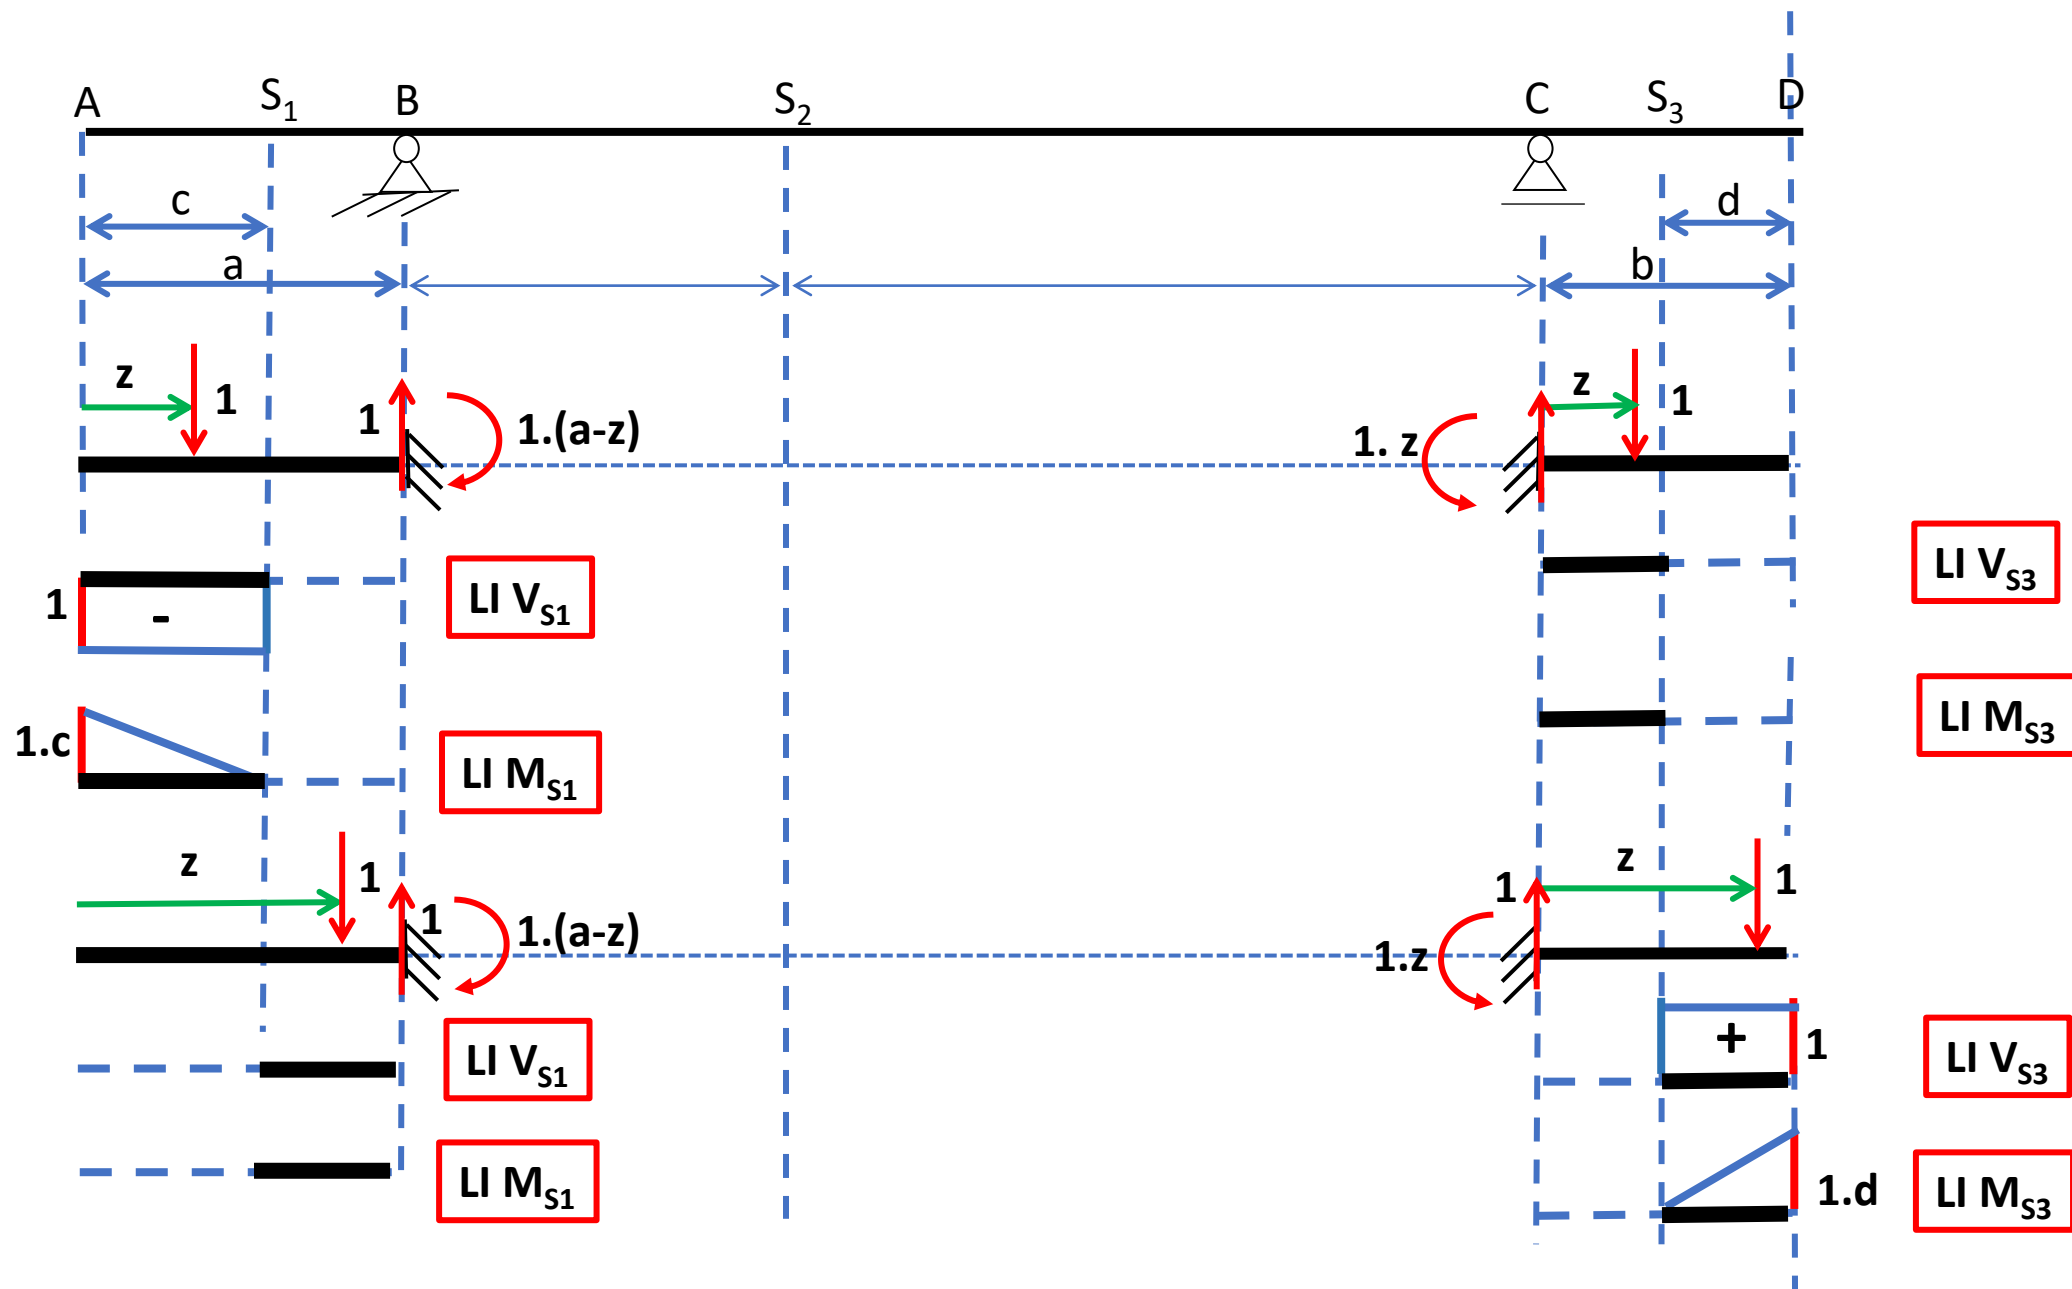 A S1 B S2 C S3 D
c d
a b
z 1 1 1.(a-z) 1. z z 1
LI VS3
1 - LI VS1
LI MS3
1.c LI MS1
z 1 1 1.(a-z) 1 1.z z 1
LI VS1 + 1 LI VS3
LI MS1 1.d LI MS3